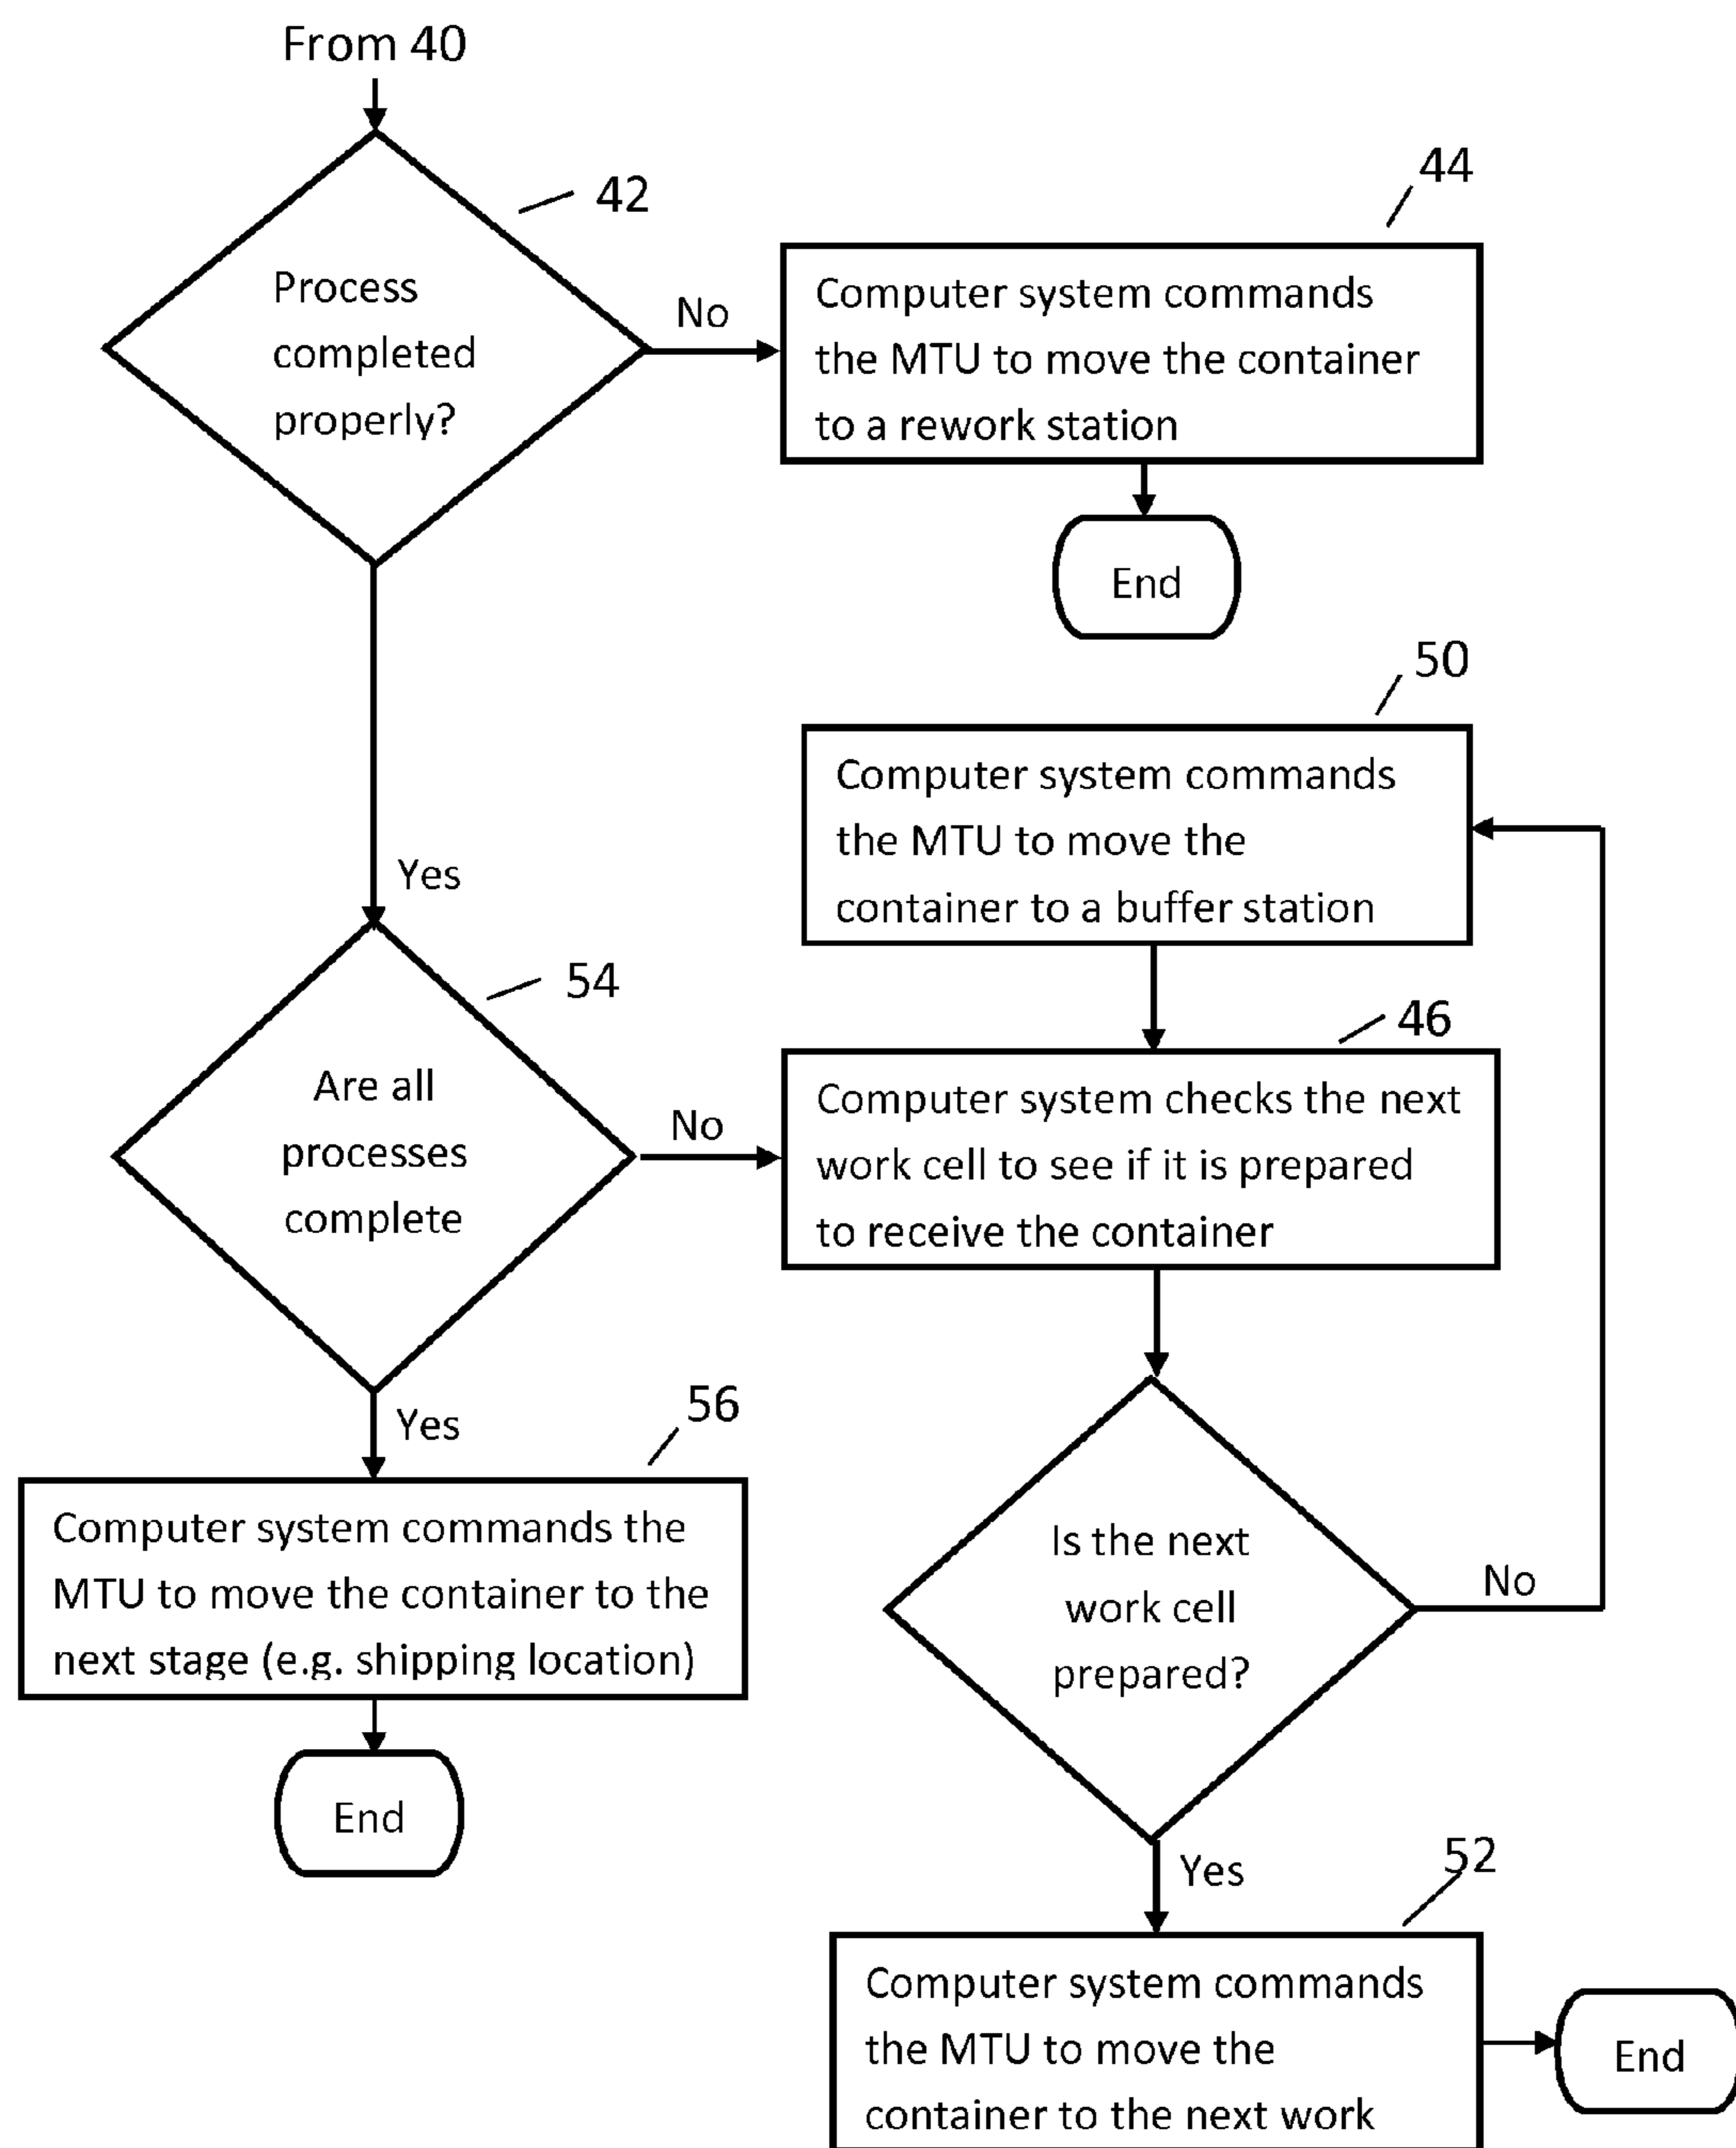 From 40
42
Process
completed
properly?
No
44
Computer system commands
the MTU to move the container
to a rework station
End
Yes
50
Computer system commands
the MTU to move the
container to a buffer station
54
Are all
processes
complete
No
46
Computer system checks the next
work cell to see if it is prepared
to receive the container
Yes
56
Computer system commands the
MTU to move the container to the
next stage (e.g. shipping location)
End
Is the next
work cell
prepared?
No
Yes
52
Computer system commands
the MTU to move the
container to the next work
End